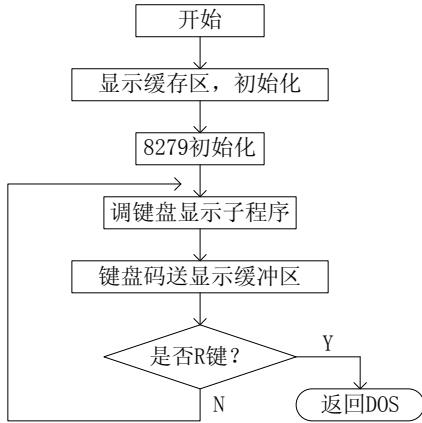 开始
显示缓存区，初始化
8279初始化
调键盘显示子程序
键盘码送显示缓冲区
是否R键？
Y
N
返回DOS